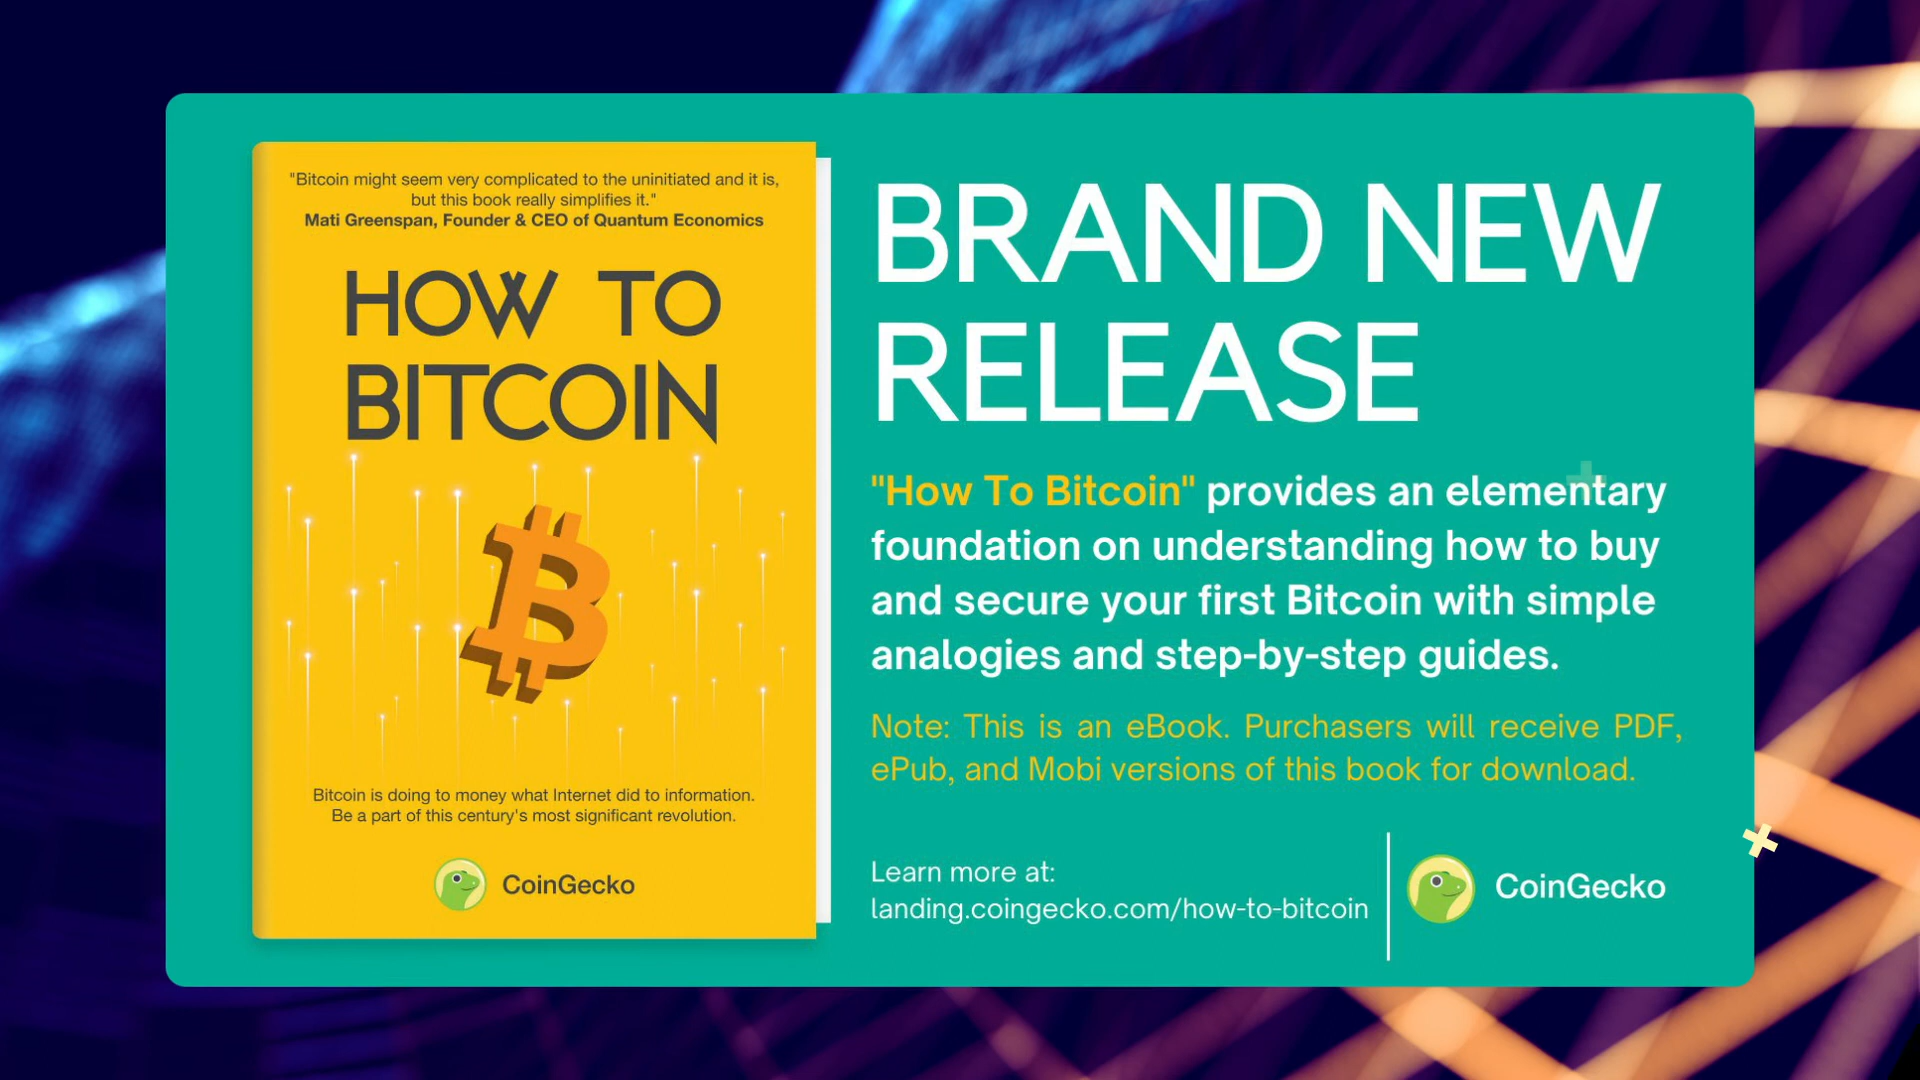 "Bitcoin might seem very complicated to the uninitiated and it is,
but this book really simplifies it."
Mati Greenspan, Founder & CEO of Quantum Economics
HOW TO
BITCOIN
Bitcoin is doing to money what Internet did to information.
Be a part of this century's most significant revolution.
CoinGecko
BRAND NEW
RELEASE
"How To Bitcoin" provides an elementary
foundation on understanding how to buy
and secure your first Bitcoin with simple
analogies and step-by-step guides.
Note: This is an eBook. Purchasers will receive PDF,
ePub, and Mobi versions of this book for download.
Learn more at:
landing.coingecko.com/how-to-bitcoin
CoinGecko